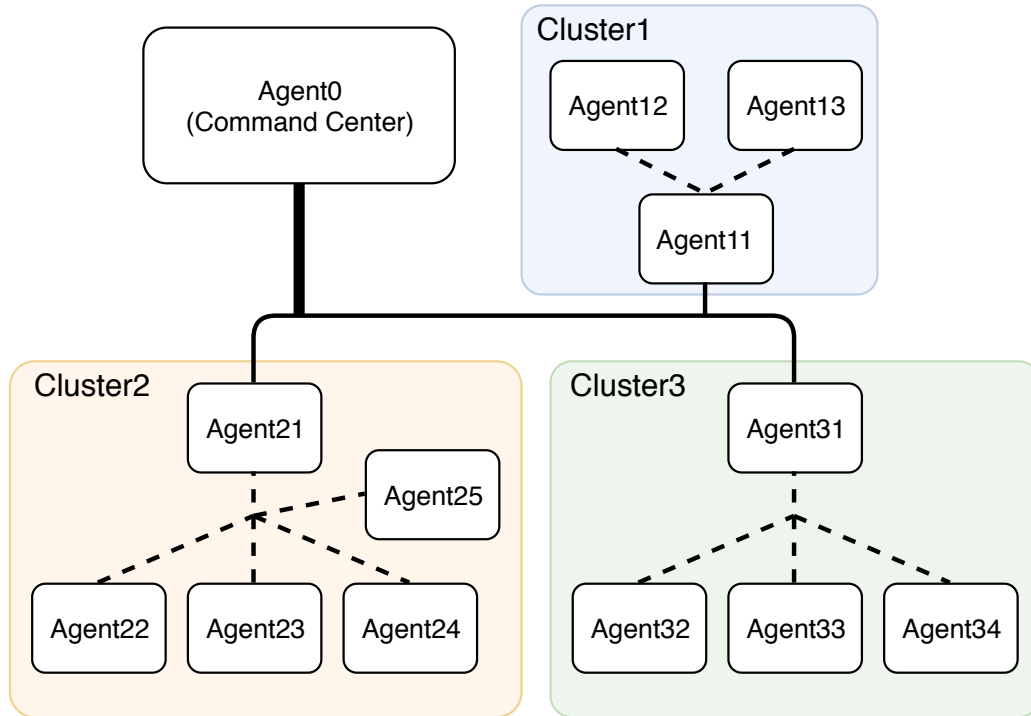 Agent0
(Command Center)
Cluster1
Agent12
Agent13
Agent11
Cluster2
Agent21
Agent25
Agent22
Agent23
Agent24
Cluster3
Agent31
Agent32
Agent33
Agent34